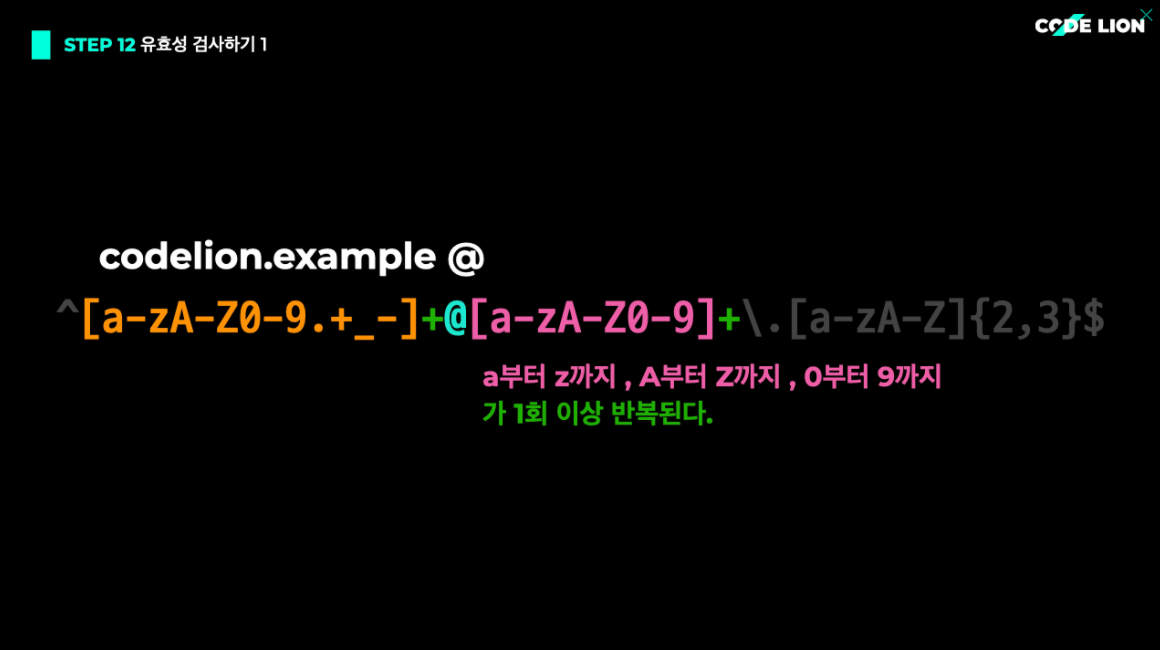 STEP 12 유효성 검사하기 1
CODE LION
codelion.example @
^[a-zA-Z0-9.+_-]+@[a-zA-Z0-9]+\.[a-zA-Z]{2,3}$
a부터 z까지 , A부터 Z까지 , 0부터 9까지
가 1회 이상 반복된다.